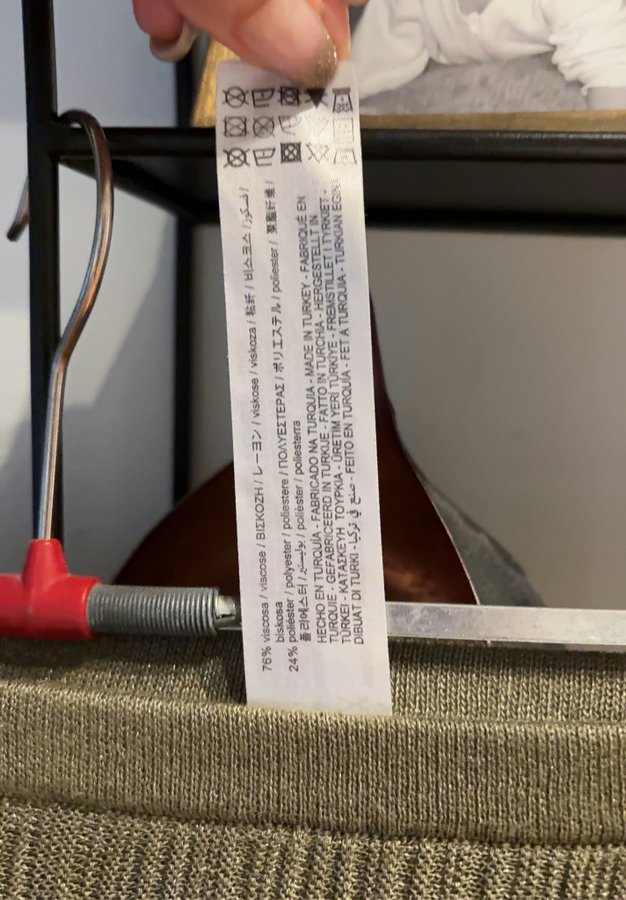 76% viscosa / viscose / ΒΙΣΚΟΖΗ / レーヨン / viskose / viskoza / 粘纤 / 비스코스 / فسكوز /
biskosa
24% poliéster / polyester / poliestere / ΠΟΛΥΕΣΤΕΡΑΣ / ポリエステル / poliester / 聚酯纤维 /
폴리에스터 / بوليستر / polièster / poliesterra
HECHO EN TURQUÍA - FABRICADO NA TURQUIA - MADE IN TURKEY - FABRIQUÉ EN
TURQUIE - GEFABRICEERD IN TURKIJE - FATTO IN TURCHIA - HERGESTELLT IN
TÜRKEI - ΚΑΤΑΣΚΕΥΗ ΤΟΥΡΚΙΑ - ÜRETİM YERİ TÜRKİYE - FREMSTILLET I TYRKIET -
DIBUAT DI TURKI - صنع في تركيا - FEITO EN TURQUÍA - FET A TURQUIA - TURKIAN EGIN